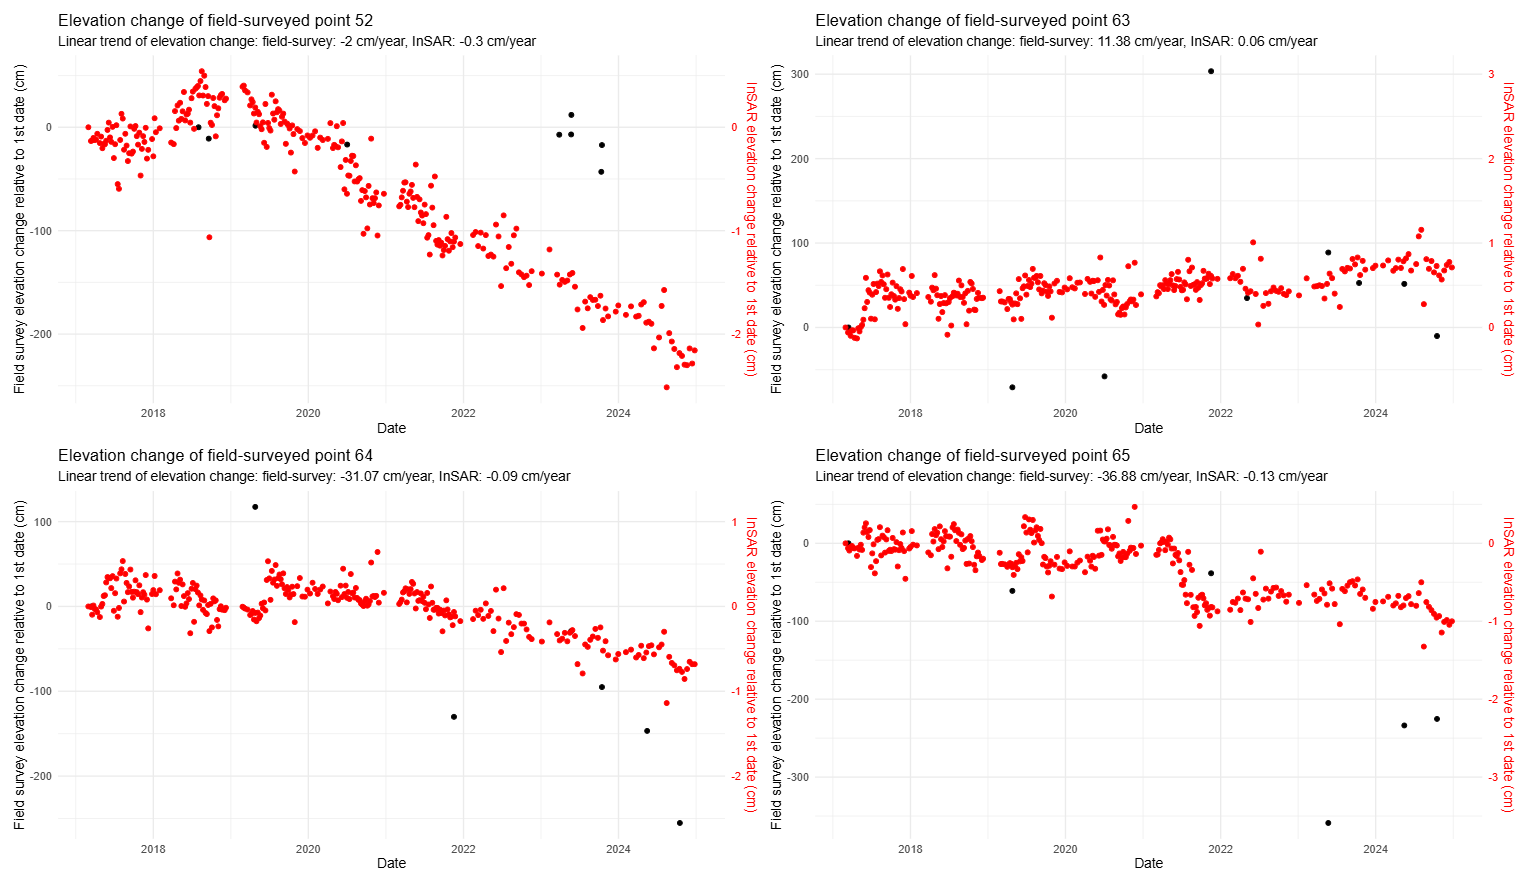 Elevation change of field-surveyed point 52
Linear trend of elevation change: field-survey: -2 cm/year, InSAR: -0.3 cm/year
Field survey elevation change relative to 1st date (cm)
0
-100
-200
0
-1
-2
InSAR elevation change relative to 1st date (cm)
2018
2020
2022
2024
Date
Elevation change of field-surveyed point 63
Linear trend of elevation change: field-survey: 11.38 cm/year, InSAR: 0.06 cm/year
Field survey elevation change relative to 1st date (cm)
300
200
100
0
3
2
1
0
InSAR elevation change relative to 1st date (cm)
2018
2020
2022
2024
Date
Elevation change of field-surveyed point 64
Linear trend of elevation change: field-survey: -31.07 cm/year, InSAR: -0.09 cm/year
Field survey elevation change relative to 1st date (cm)
100
0
-100
-200
1
0
-1
-2
InSAR elevation change relative to 1st date (cm)
2018
2020
2022
2024
Date
Elevation change of field-surveyed point 65
Linear trend of elevation change: field-survey: -36.88 cm/year, InSAR: -0.13 cm/year
Field survey elevation change relative to 1st date (cm)
0
-100
-200
-300
0
-1
-2
-3
InSAR elevation change relative to 1st date (cm)
2018
2020
2022
2024
Date